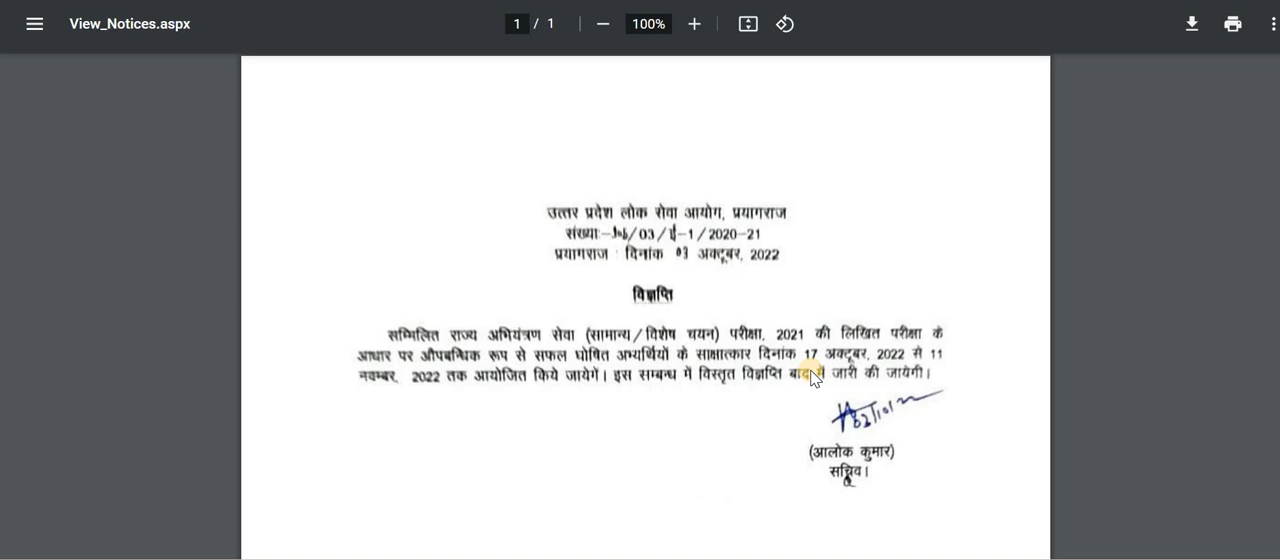 View_Notices.aspx
1 / 1
100%
उत्तर प्रदेश लोक सेवा आयोग, प्रयागराज
संख्या:- /03/ई-1/2020-21
प्रयागराज : दिनांक 03 अक्टूबर, 2022
विज्ञप्ति
सम्मिलित राज्य अभियंत्रण सेवा (सामान्य/विशेष चयन) परीक्षा, 2021 की लिखित परीक्षा के
आधार पर औपबन्धिक रूप से सफल घोषित अभ्यर्थियों के साक्षात्कार दिनांक 17 अक्टूबर, 2022 से 11
नवम्बर, 2022 तक आयोजित किये जायेगें। इस सम्बन्ध में विस्तृत विज्ञप्ति बाद में जारी की जायेगी।
(आलोक कुमार)
सचिव।